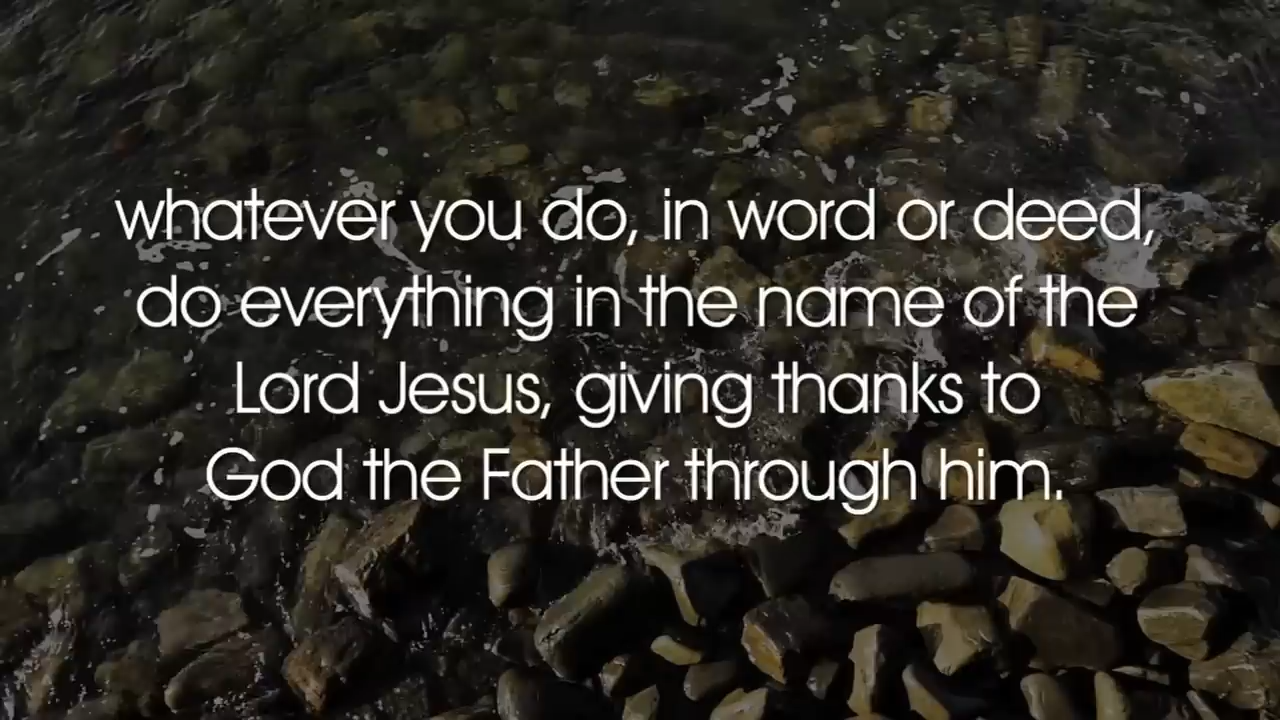 whatever you do, in word or deed,
do everything in the name of the
Lord Jesus, giving thanks to
God the Father through him.